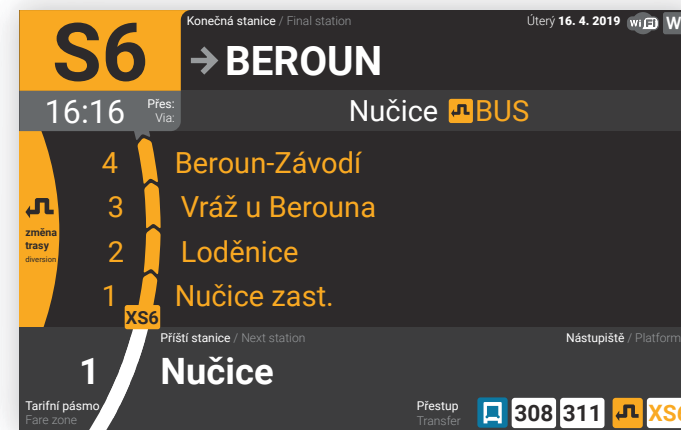 S6
Konečná stanice / Final station
Úterý 16. 4. 2019 WiFi W
→ BEROUN
16:16
Přes:
Via:
Nučice BUS
4 Beroun-Závodí
3 Vráž u Berouna
2 Loděnice
1 Nučice zast.
změna
trasy
diversion
XS6
Příští stanice / Next station
Nástupiště / Platform
1 Nučice
Tarifní pásmo
Fare zone
Přestup
Transfer
308 311 XS6